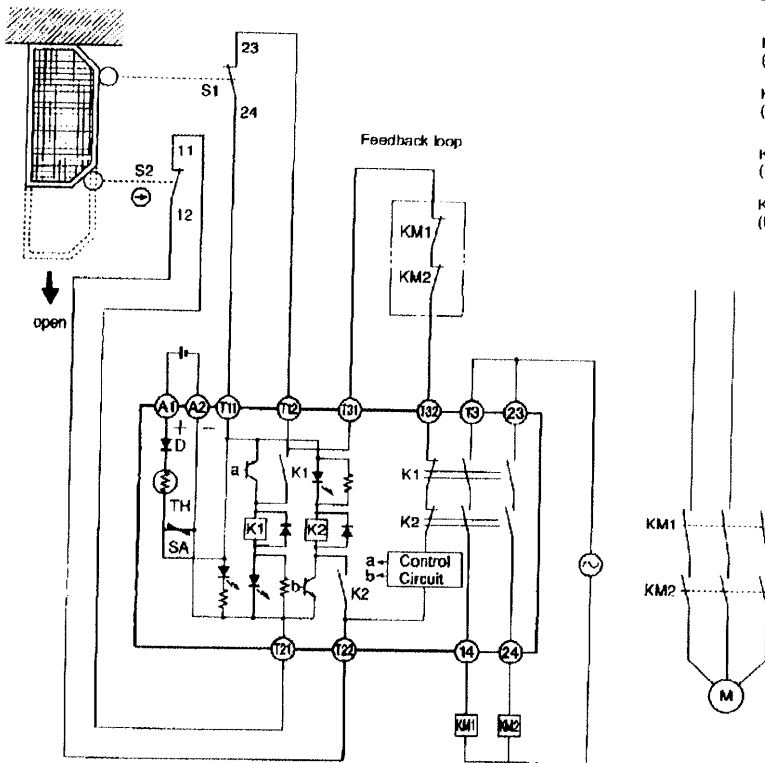 23
S1
24
11
S2
12
Feedback loop
KM1
KM2
open
A1
A2
T11
T12
T31
T32
13
23
+
−
D
a
K1
K1
TH
K1
K2
K2
SA
a
b
Control
Circuit
b
K2
KM1
KM2
T21
T22
14
24
M
KM1
KM2